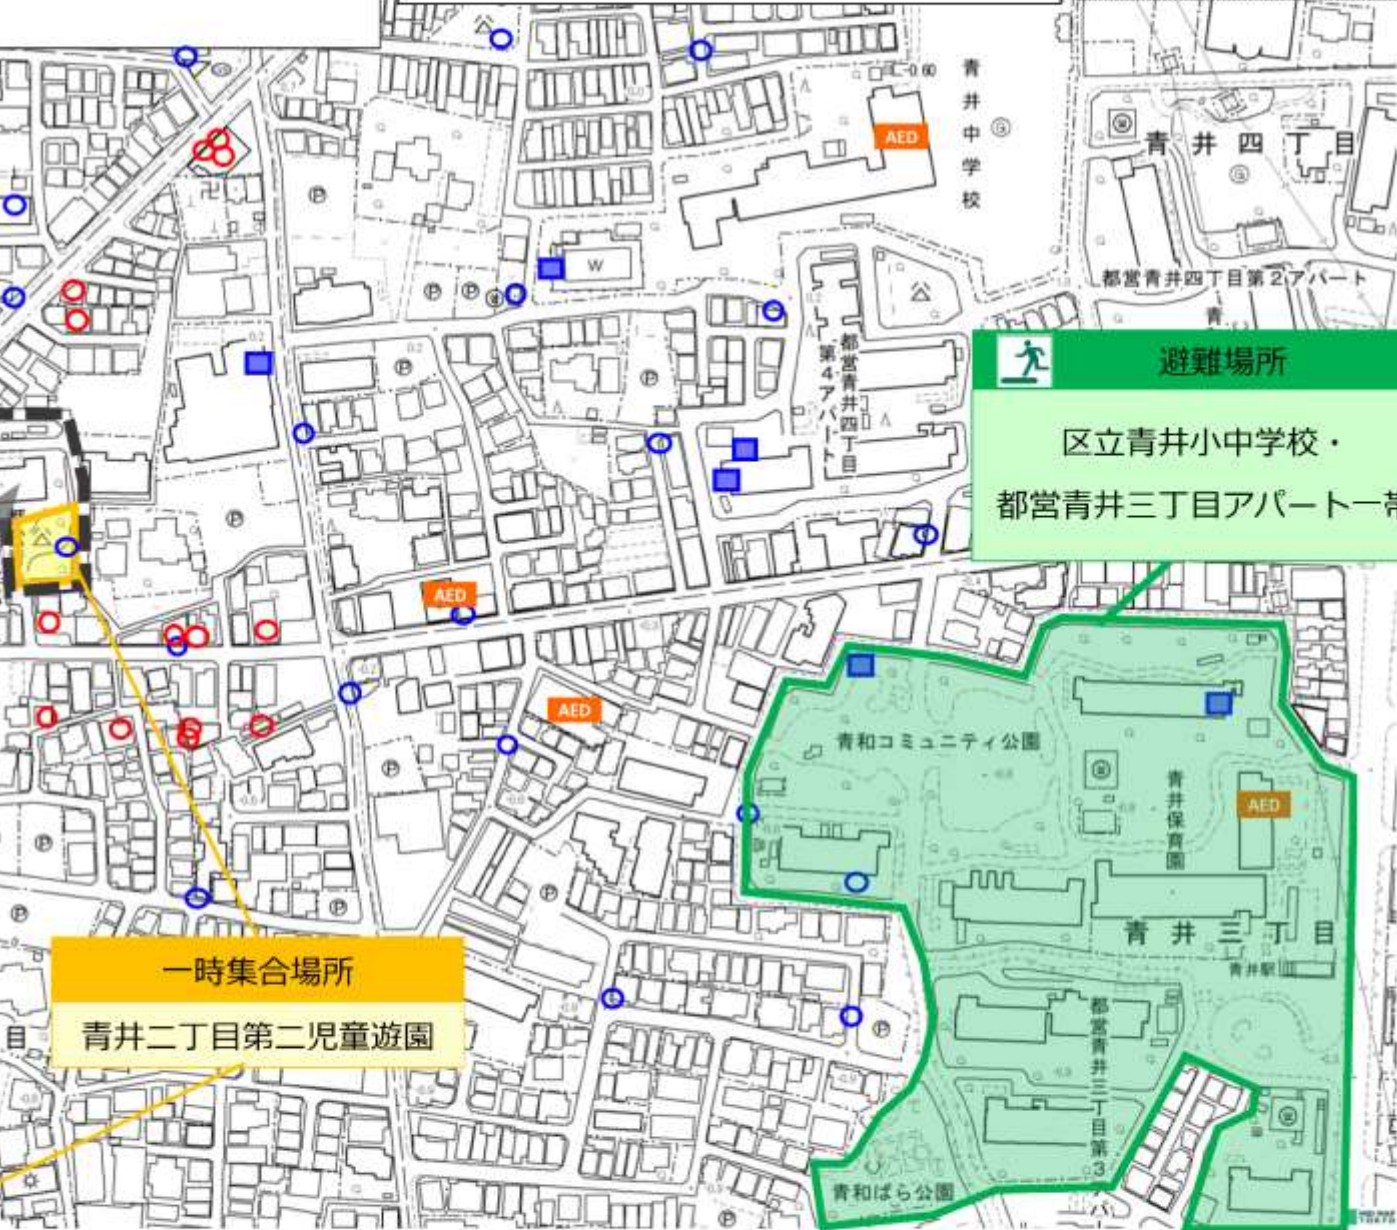 0.60
AED
青井中学校
青井四丁目
W
都営青井四丁目第2アパート
都営青井四丁目
第4アパート
避難場所
区立青井小中学校・
都営青井三丁目アパート一帯
AED
AED
青和コミュニティ公園
青井保育園
AED
青井三丁目
青井駅
一時集合場所
青井二丁目第二児童遊園
目
都営青井三丁目第3
青和ばら公園